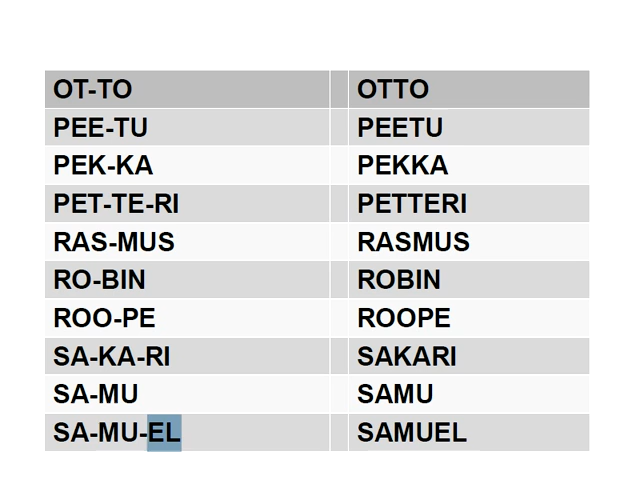 OT-TO OTTO
PEE-TU PEETU
PEK-KA PEKKA
PET-TE-RI PETTERI
RAS-MUS RASMUS
RO-BIN ROBIN
ROO-PE ROOPE
SA-KA-RI SAKARI
SA-MU SAMU
SA-MU-EL SAMUEL